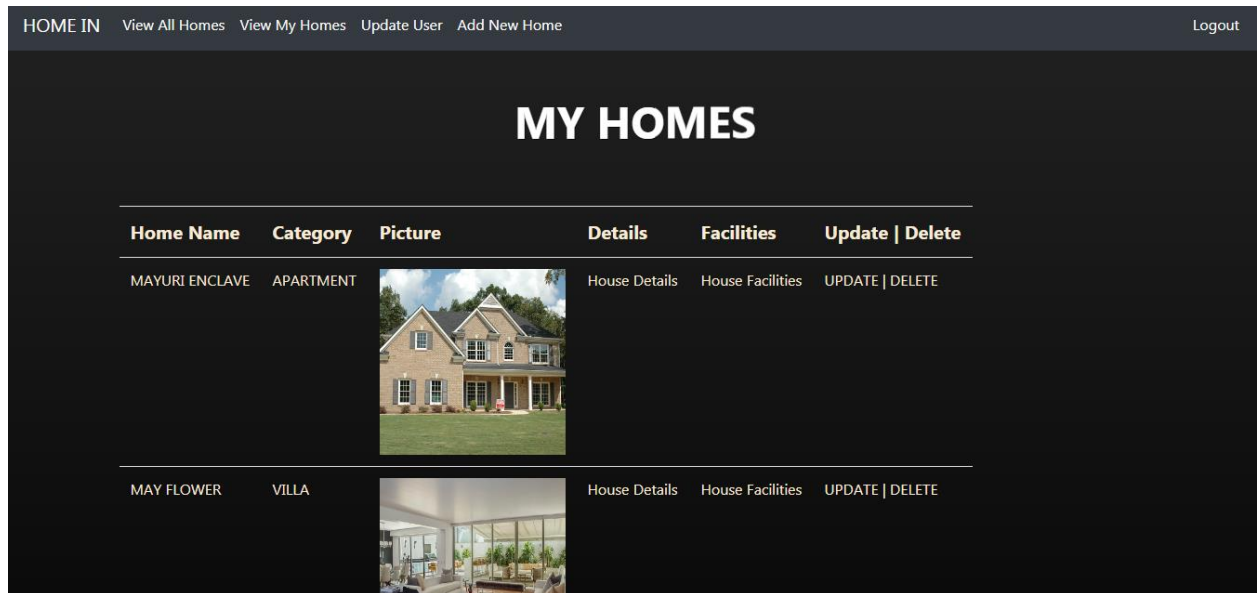 HOME IN View All Homes View My Homes Update User Add New Home Logout
MY HOMES
Home Name Category Picture Details Facilities Update | Delete
MAYURI ENCLAVE APARTMENT House Details House Facilities UPDATE | DELETE
MAY FLOWER VILLA House Details House Facilities UPDATE | DELETE